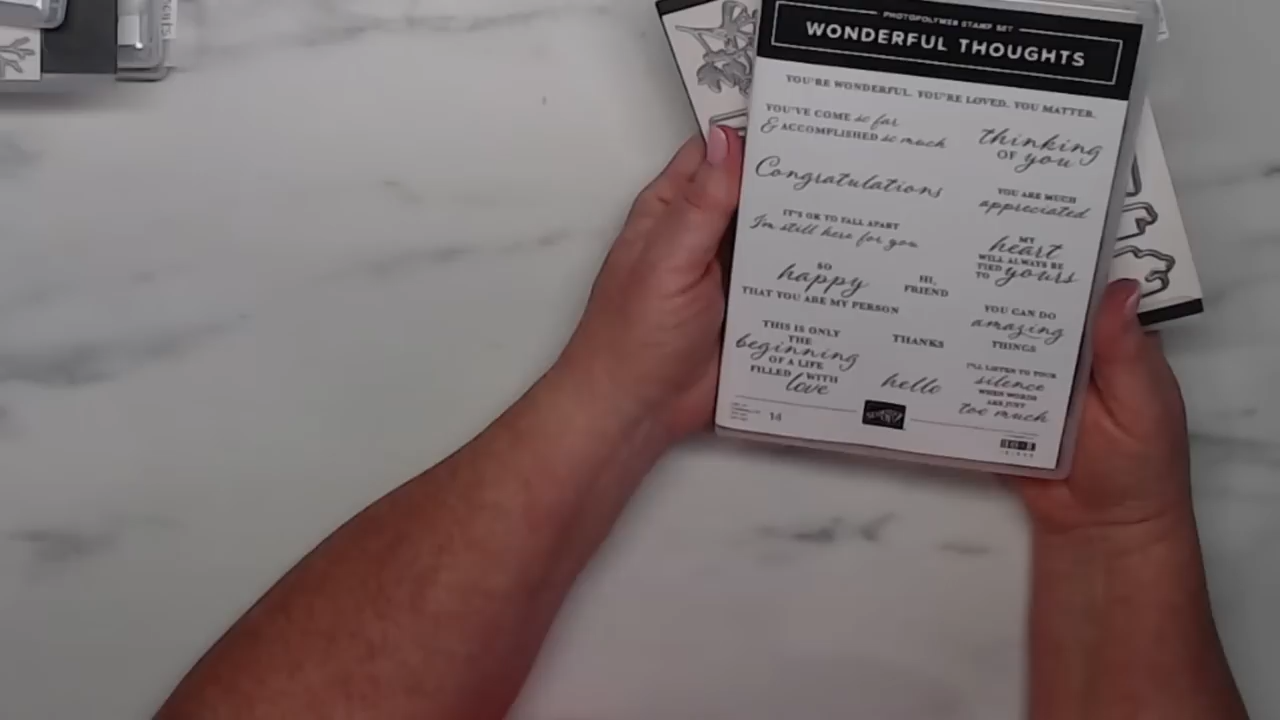 PHOTOPOLYMER STAMP SET
WONDERFUL THOUGHTS
YOU'RE WONDERFUL. YOU'RE LOVED. YOU MATTER.
YOU'VE COME so far
& ACCOMPLISHED so much
thinking
OF you
Congratulations
YOU ARE MUCH
appreciated
IT'S OK TO FALL APART
I'm still here for you
MY
heart
WILL ALWAYS BE
TIED
TO yours
SO
happy
THAT YOU ARE MY PERSON
HI,
FRIEND
YOU CAN DO
amazing
THINGS
THIS IS ONLY
THE
beginning
OF A LIFE
FILLED WITH
love
THANKS
hello
I'LL LISTEN TO YOUR
silence
WHEN WORDS
ARE JUST
too much
14